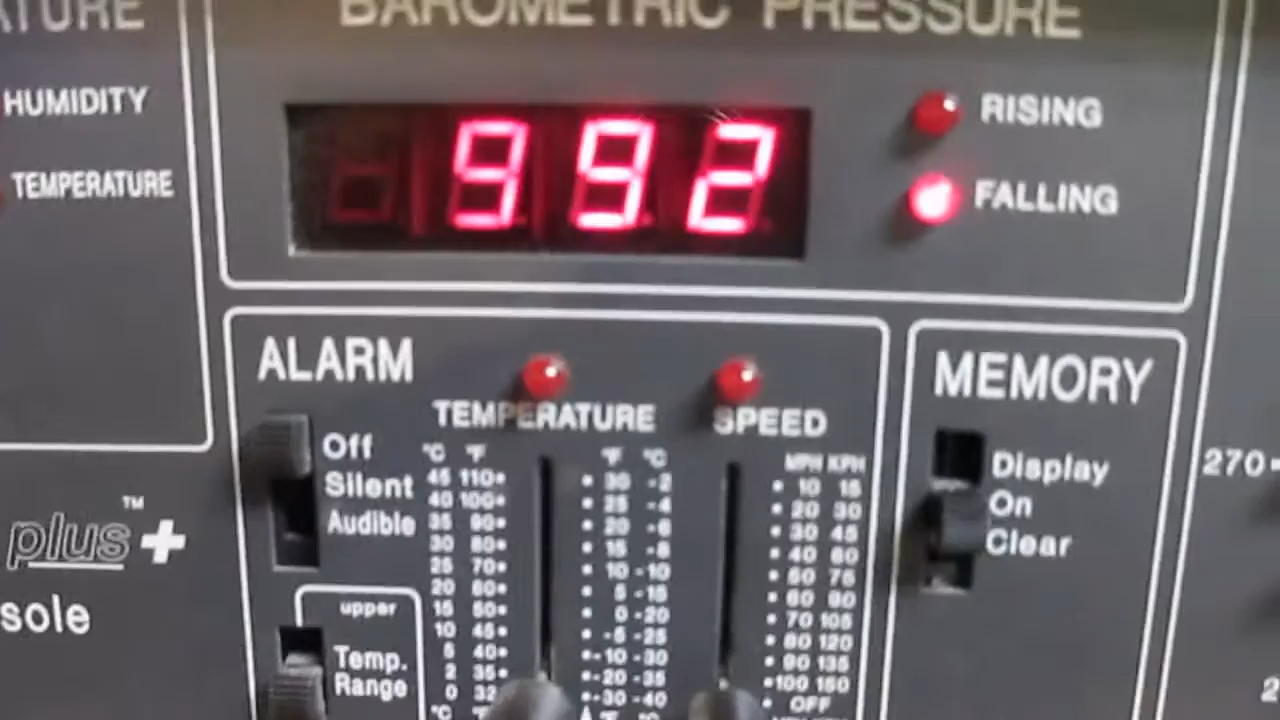 ATURE
BAROMETRIC PRESSURE
HUMIDITY
TEMPERATURE
992
RISING
FALLING
ALARM
TEMPERATURE
SPEED
Off
Silent
Audible
°C °F
45 110
40 100
35 90
30 80
25 70
20 60
15 50
10 45
5 40
2 35
0 32
°C °F
°F °C
30 -2
25 -4
20 -6
15 -8
10 -10
5 -15
0 -20
-5 -25
-10 -30
-20 -35
-30 -40
MPH KPH
10 15
20 30
30 45
40 60
50 75
60 90
70 105
80 120
90 135
100 150
OFF
upper
Temp.
Range
MEMORY
Display
On
Clear
270
plus™+
sole